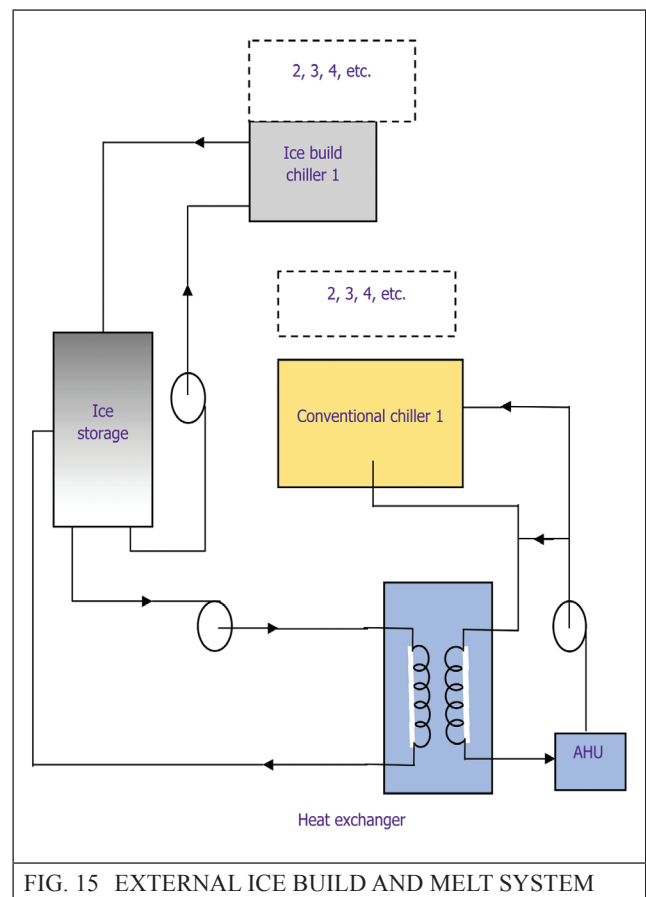 2, 3, 4, etc.
Ice build
chiller 1
2, 3, 4, etc.
Conventional chiller 1
Ice
storage
AHU
Heat exchanger
FIG. 15 EXTERNAL ICE BUILD AND MELT SYSTEM